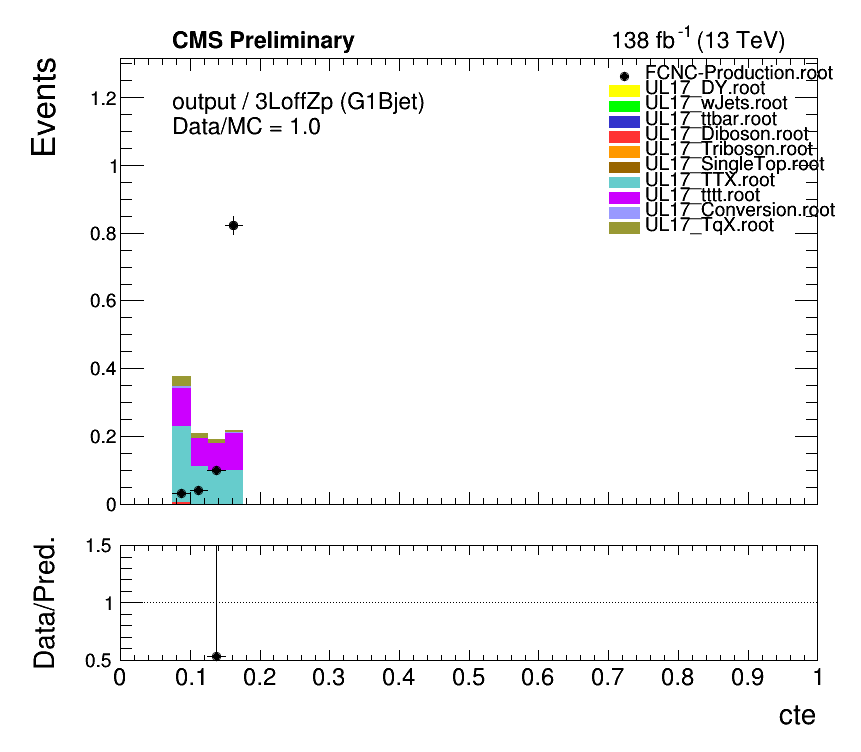 CMS Preliminary
138 fb-1 (13 TeV)
Events
output / 3LoffZp (G1Bjet)
Data/MC = 1.0
FCNC-Production.root
UL17_DY.root
UL17_wJets.root
UL17_ttbar.root
UL17_Diboson.root
UL17_Triboson.root
UL17_SingleTop.root
UL17_TTX.root
UL17_tttt.root
UL17_Conversion.root
UL17_TqX.root
1.2
1
0.8
0.6
0.4
0.2
0
Data/Pred.
1.5
1
0.5
0 0.1 0.2 0.3 0.4 0.5 0.6 0.7 0.8 0.9 1
cte